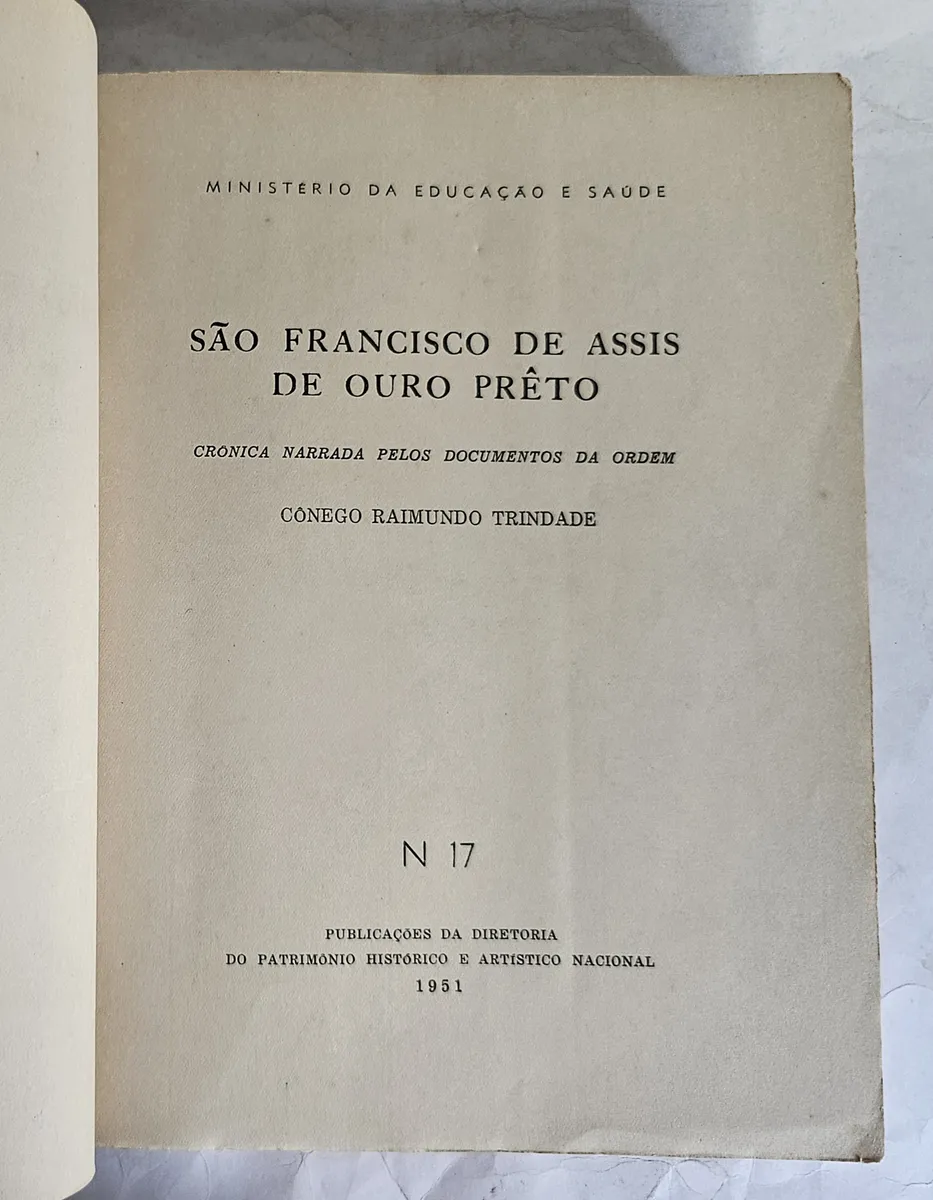 MINISTÉRIO DA EDUCAÇÃO E SAÚDE
SÃO FRANCISCO DE ASSIS
DE OURO PRÊTO
CRÔNICA NARRADA PELOS DOCUMENTOS DA ORDEM
CÔNEGO RAIMUNDO TRINDADE
N 17
PUBLICAÇÕES DA DIRETORIA
DO PATRIMÔNIO HISTÓRICO E ARTÍSTICO NACIONAL
1951